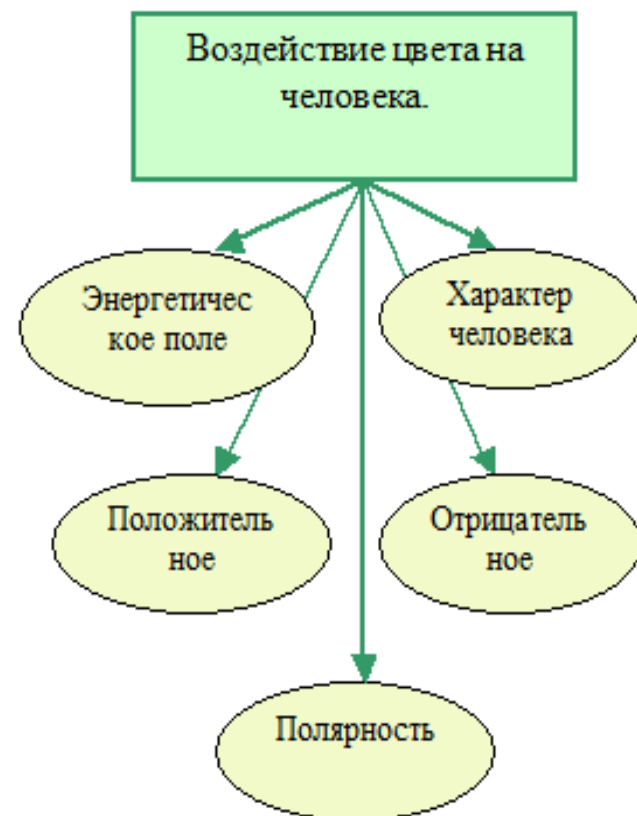 Воздействие цвета на
человека.
Энергетичес
кое поле
Характер
человека
Положитель
ное
Отрицатель
ное
Полярность